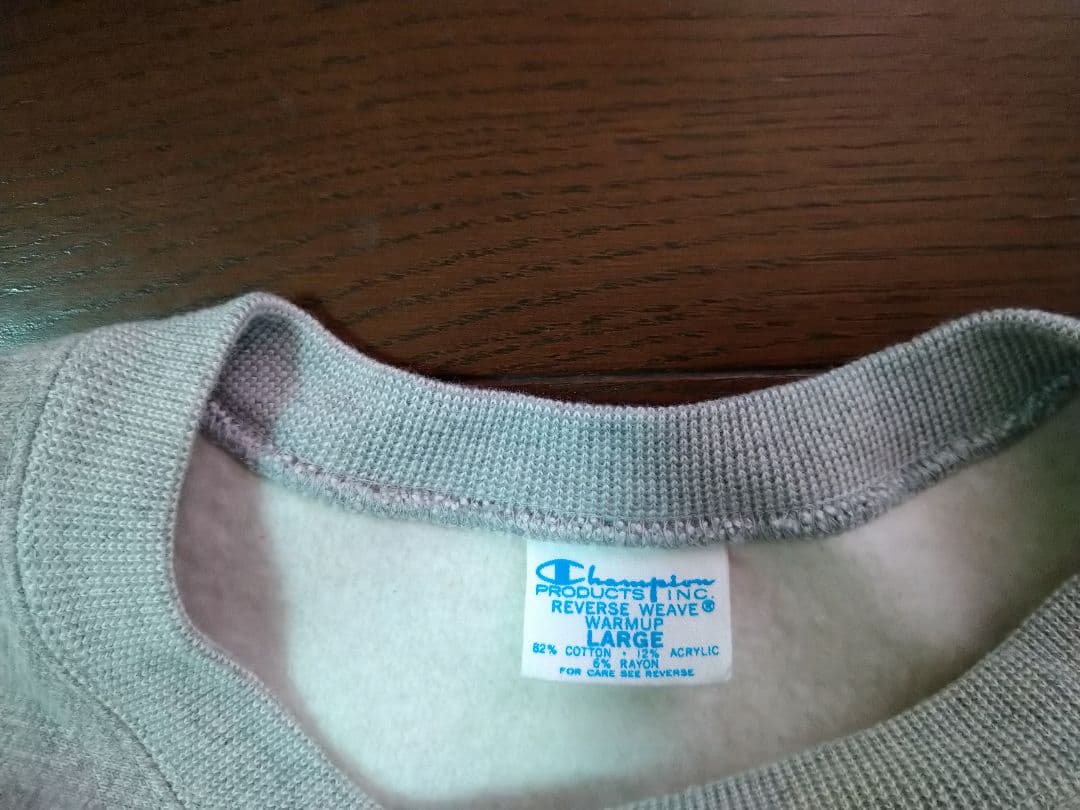 Champion
PRODUCTS INC.
REVERSE WEAVE®
WARMUP
LARGE
82% COTTON · 12% ACRYLIC
6% RAYON
FOR CARE SEE REVERSE